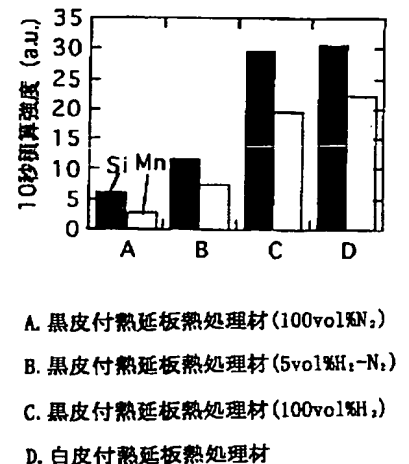 10秒積算強度 (a.u.)
35
30
25
20
15
10
5
0
Si Mn
A B C D
A. 黒皮付熱延板熱処理材(100vol%N₂)
B. 黒皮付熱延板熱処理材(5vol%H₂-N₂)
C. 黒皮付熱延板熱処理材(100vol%H₂)
D. 白皮付熱延板熱処理材